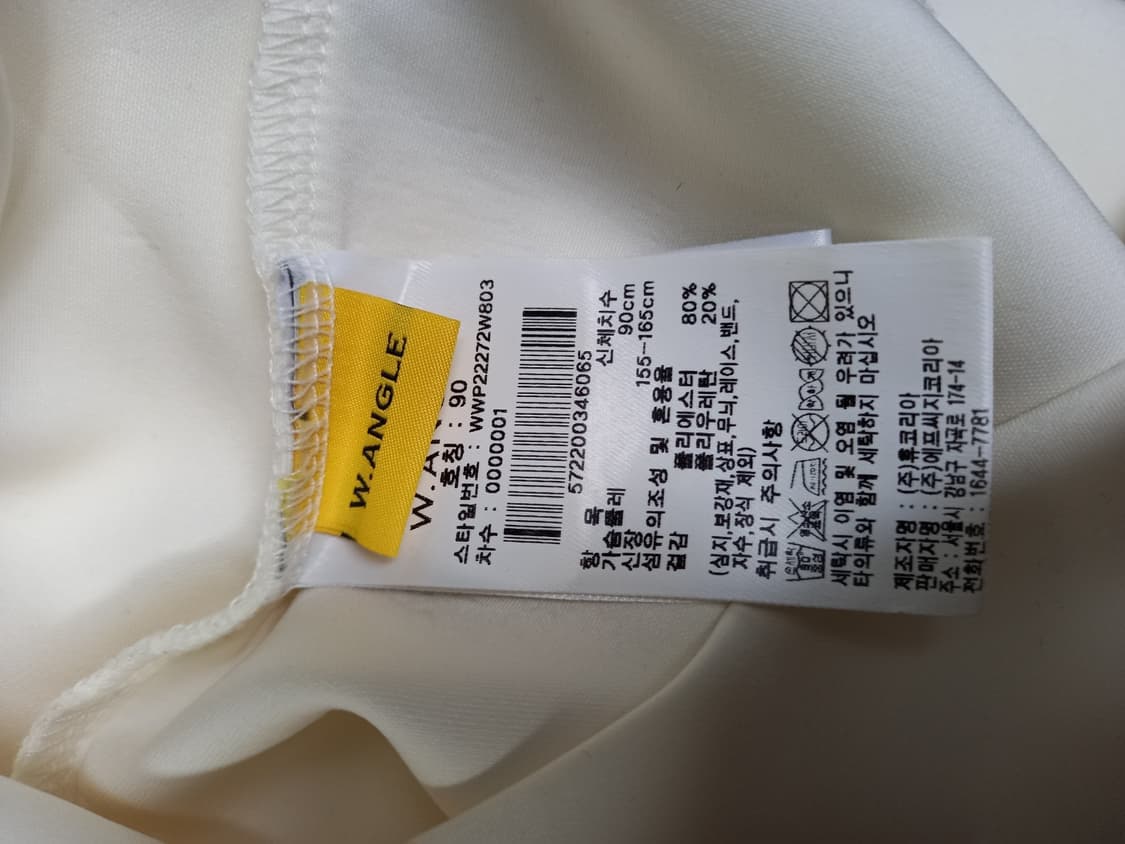 W.ANGLE
W.AN
호칭 : 90
스타일번호 : WWP22272W803
차수 : 0000001
572200346065
항 목 신체치수
가슴둘레 90cm
신장 155-165cm
섬유의조성 및 혼용율
겉감 폴리에스터 80%
폴리우레탄 20%
(심지,보강재,상표,무늬,레이스,밴드,
자수,장식 제외)
취급시 주의사항
세탁시 이염 및 오염 될 우려가 있으니
타의류와 함께 세탁하지 마십시오
제조자명 : (주)휴코리아
판매자명 : (주)에프씨지코리아
주소 : 서울시 강남구 자곡로 174-14
전화번호 : 1644-7781